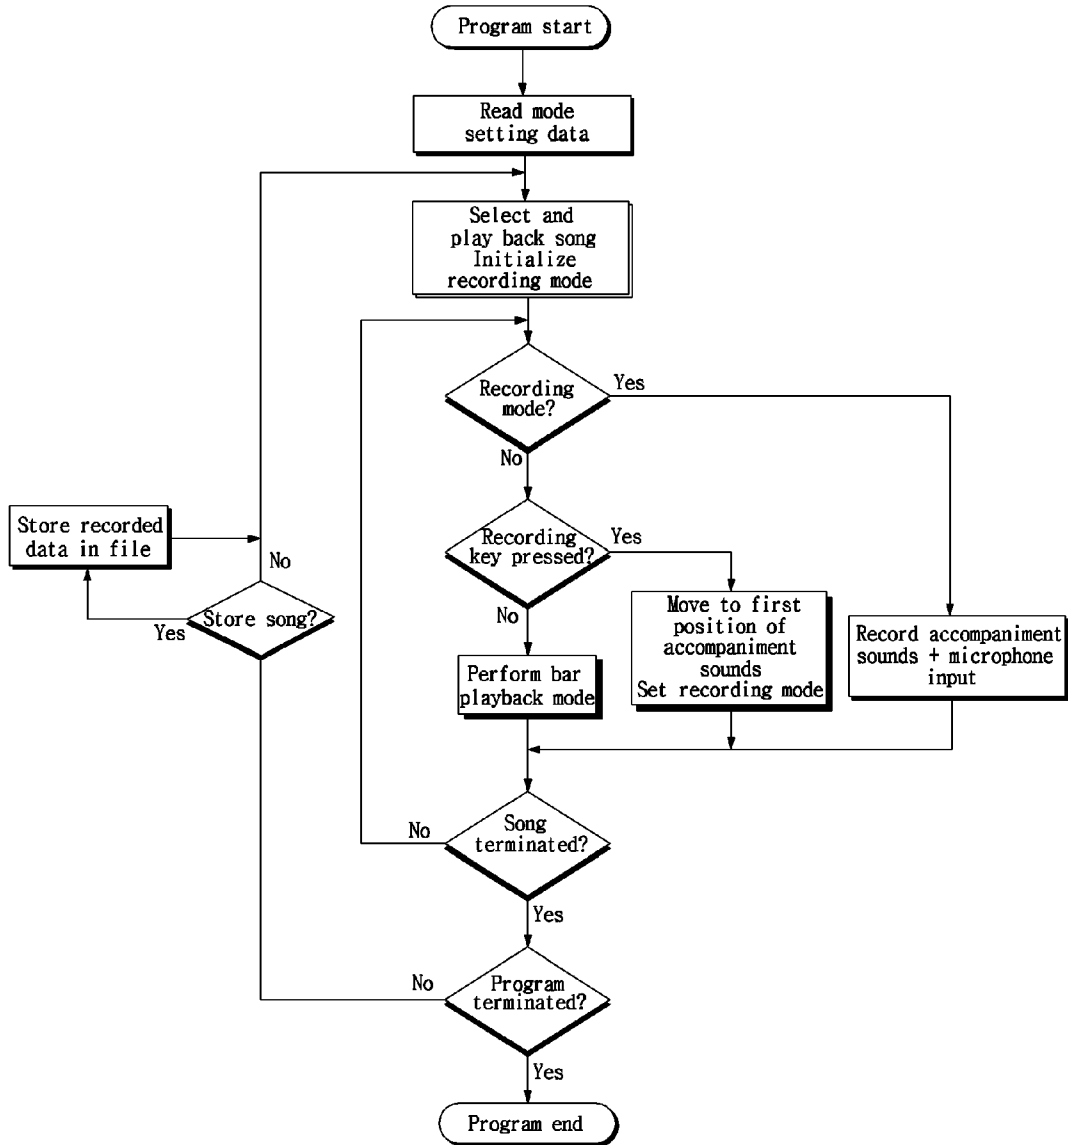 Program start
Read mode
setting data
Select and
play back song
Initialize
recording mode
Recording
mode?
Yes
No
Recording
key pressed?
Yes
No
Store recorded
data in file
No
Store song?
Yes
Move to first
position of
accompaniment
sounds
Set recording mode
Record accompaniment
sounds + microphone
input
Perform bar
playback mode
Song
terminated?
No
Yes
Program
terminated?
No
Yes
Program end